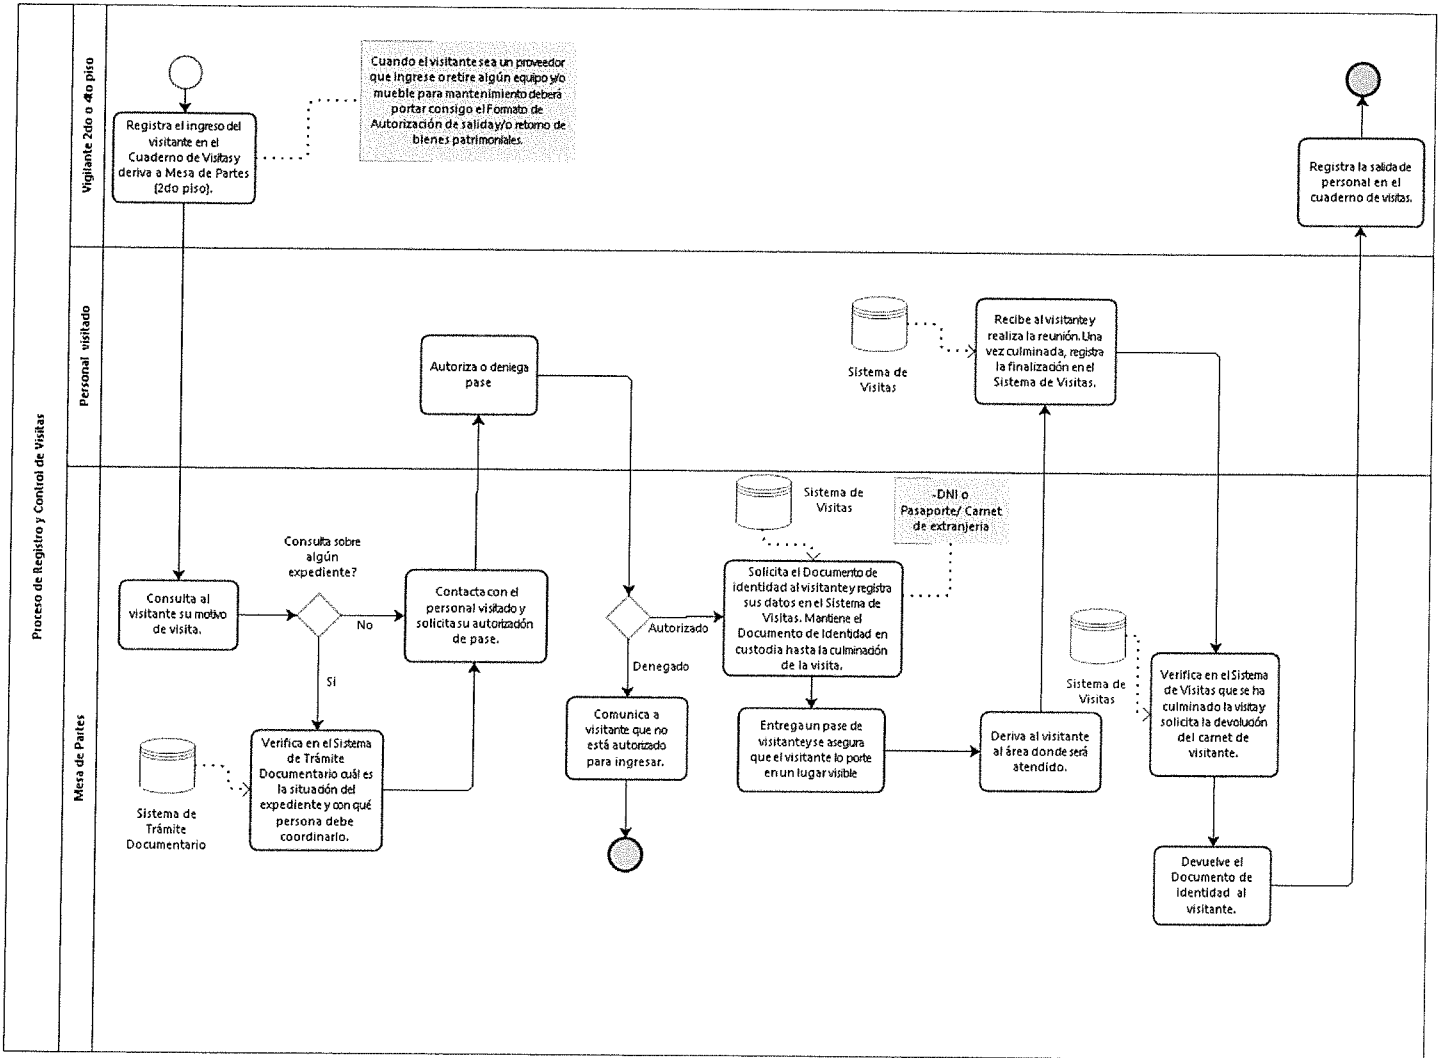 Proceso de Registro y Control de Visitas
Vigilante 2do o 4to piso
Registra el ingreso del
visitante en el
Cuaderno de Visitas y
deriva a Mesa de Partes
(2do piso).
Cuando el visitante sea un proveedor
que ingrese o retire algún equipo y/o
mueble para mantenimiento deberá
portar consigo el Formato de
Autorización de salida y/o retorno de
bienes patrimoniales.
Registra la salida de
personal en el
cuaderno de visitas.
Personal visitado
Autoriza o deniega
pase
Sistema de
Visitas
Recibe al visitante y
realiza la reunión. Una
vez culminada, registra
la finalización en el
Sistema de Visitas.
Mesa de Partes
Consulta al
visitante su motivo
de visita.
Consulta sobre
algún
expediente?
No
Si
Verifica en el Sistema
de Trámite
Documentario cuál es
la situación del
expediente y con qué
persona debe
coordinarlo.
Sistema de
Trámite
Documentario
Contacta con el
personal visitado y
solicita su autorización
de pase.
Autorizado
Denegado
Comunica a
visitante que no
está autorizado
para ingresar.
Sistema de
Visitas
-DNI o
Pasaporte/ Carnet
de extranjería
Solicita el Documento de
identidad al visitante y registra
sus datos en el Sistema de
Visitas. Mantiene el
Documento de Identidad en
custodia hasta la culminación
de la visita.
Entrega un pase de
visitante y se asegura
que el visitante lo porte
en un lugar visible
Deriva al visitante
al área donde será
atendido.
Sistema de
Visitas
Verifica en el Sistema
de Visitas que se ha
culminado la visita y
solicita la devolución
del carnet de
visitante.
Devuelve el
Documento de
identidad al
visitante.